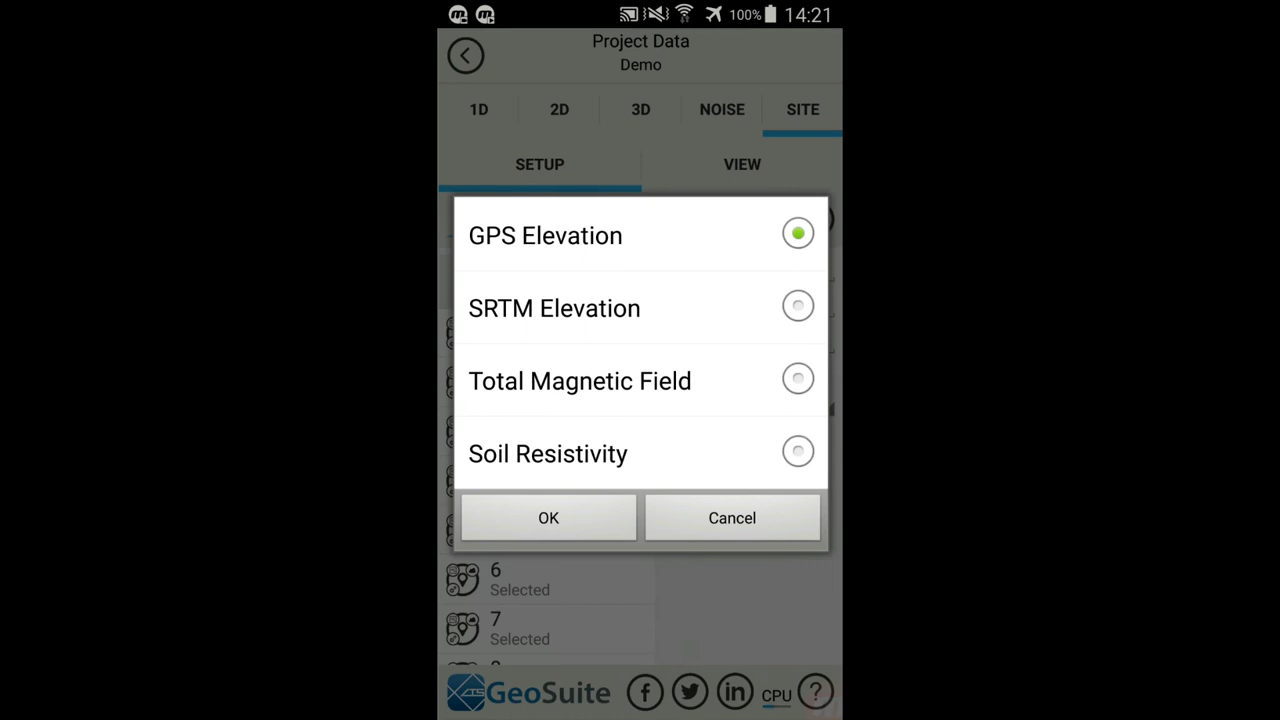 100% 14:21
Project Data
Demo
1D 2D 3D NOISE SITE
SETUP VIEW
GPS Elevation
SRTM Elevation
Total Magnetic Field
Soil Resistivity
OK Cancel
6
Selected
7
Selected
GeoSuite CPU ?